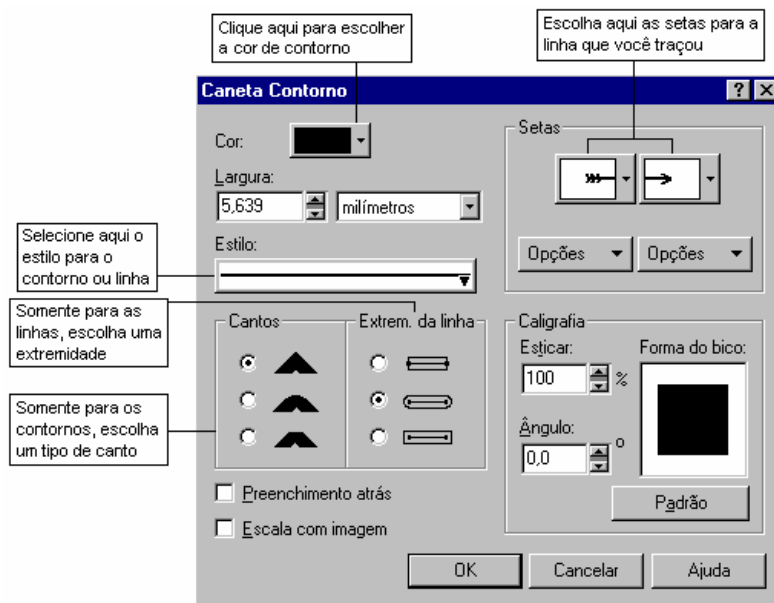 Clique aqui para escolher
a cor de contorno
Escolha aqui as setas para a
linha que você traçou
Caneta Contorno
Cor:
Largura:
5,639
milímetros
Estilo:
Setas
Opções
Opções
Selecione aqui o
estilo para o
contorno ou linha
Somente para as
linhas, escolha uma
extremidade
Somente para os
contornos, escolha
um tipo de canto
Cantos
Extrem. da linha
Caligrafia
Esticar:
100
%
Forma do bico:
Ângulo:
0,0
o
Padrão
Preenchimento atrás
Escala com imagem
OK
Cancelar
Ajuda